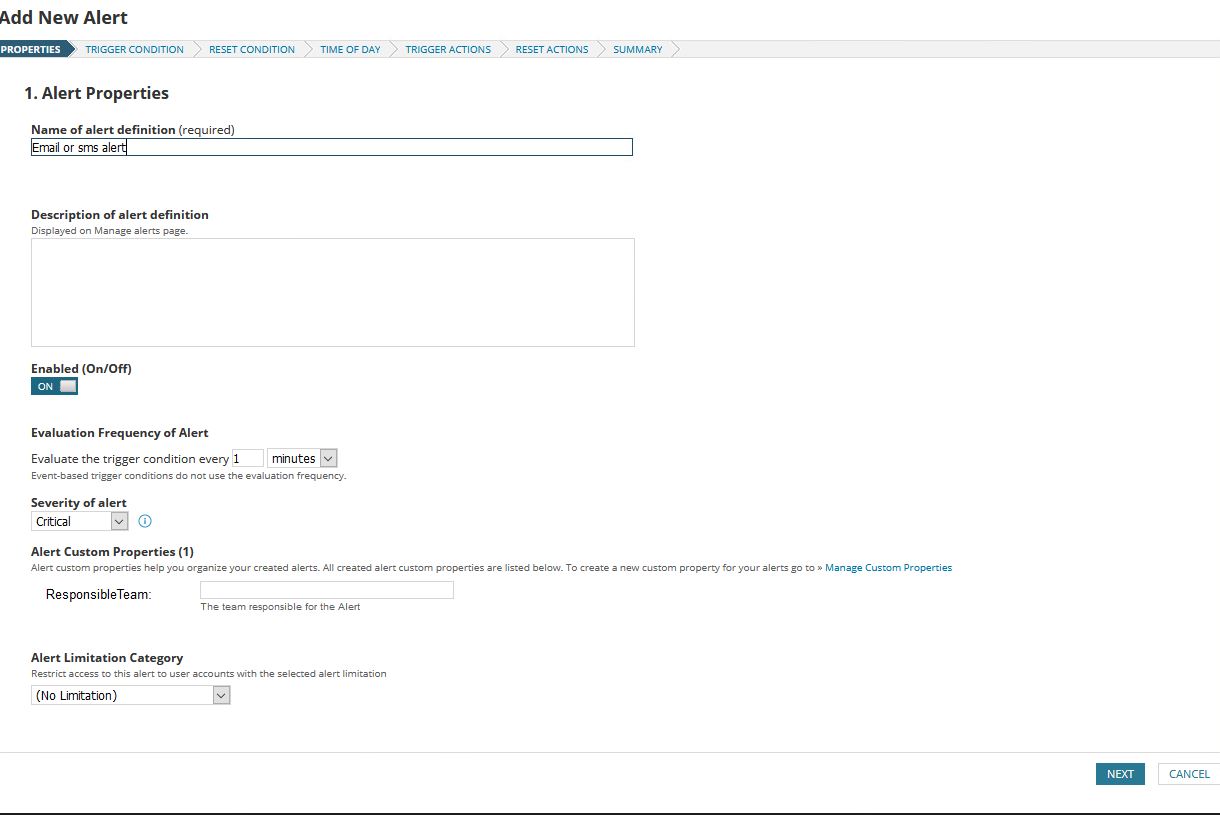 Add New Alert
PROPERTIES TRIGGER CONDITION RESET CONDITION TIME OF DAY TRIGGER ACTIONS RESET ACTIONS SUMMARY
1. Alert Properties
Name of alert definition (required)
Email or sms alert
Description of alert definition
Displayed on Manage alerts page.
Enabled (On/Off)
ON
Evaluation Frequency of Alert
Evaluate the trigger condition every 1 minutes
Event-based trigger conditions do not use the evaluation frequency.
Severity of alert
Critical
Alert Custom Properties (1)
Alert custom properties help you organize your created alerts. All created alert custom properties are listed below. To create a new custom property for your alerts go to » Manage Custom Properties
ResponsibleTeam:
The team responsible for the Alert
Alert Limitation Category
Restrict access to this alert to user accounts with the selected alert limitation
(No Limitation)
NEXT CANCEL